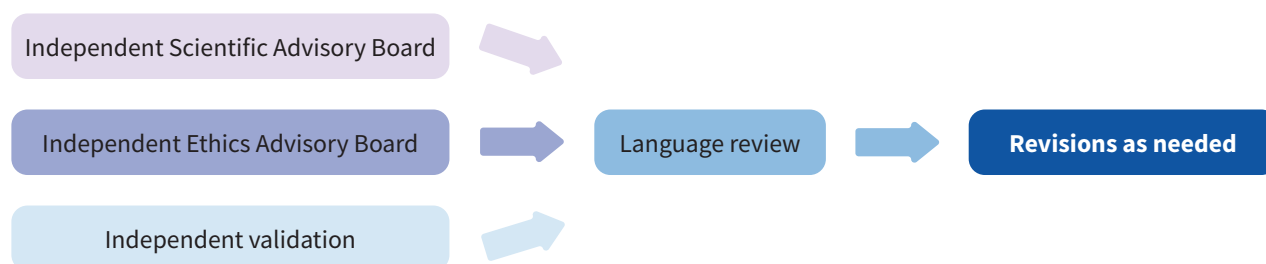 Independent Scientific Advisory Board
Independent Ethics Advisory Board
Language review
Revisions as needed
Independent validation